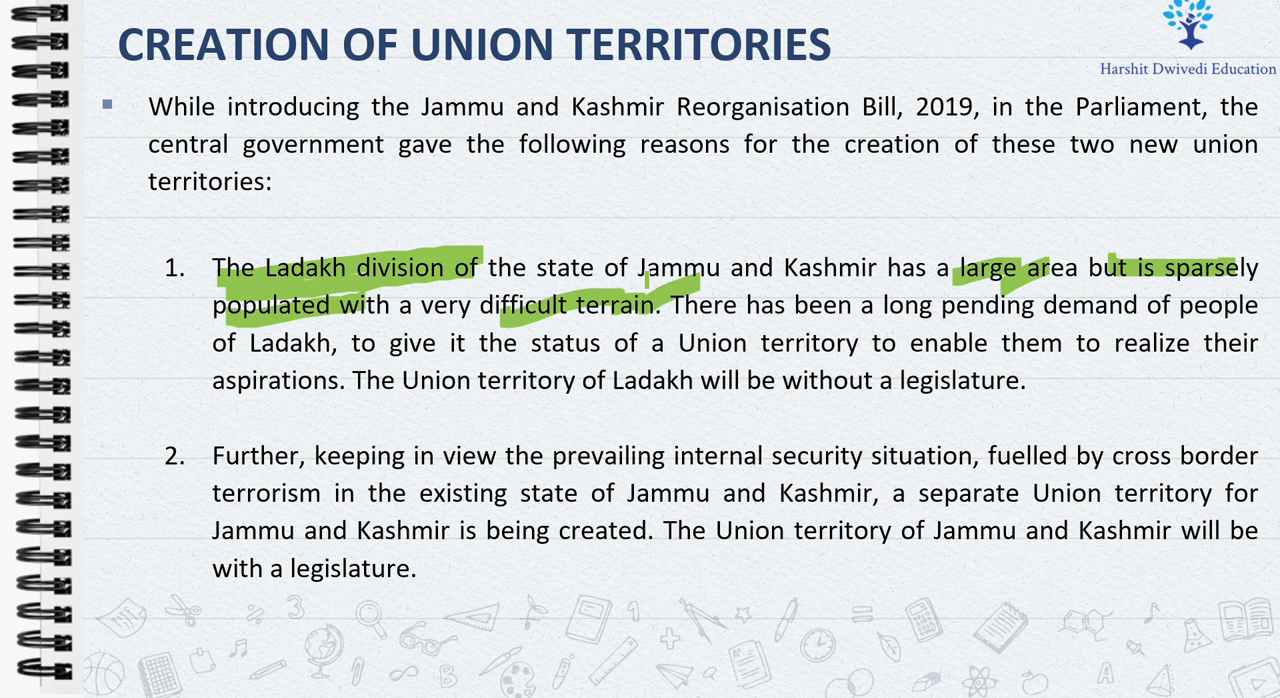 CREATION OF UNION TERRITORIES
Harshit Dwivedi Education
▪ While introducing the Jammu and Kashmir Reorganisation Bill, 2019, in the Parliament, the
central government gave the following reasons for the creation of these two new union
territories:
1. The Ladakh division of the state of Jammu and Kashmir has a large area but is sparsely
populated with a very difficult terrain. There has been a long pending demand of people
of Ladakh, to give it the status of a Union territory to enable them to realize their
aspirations. The Union territory of Ladakh will be without a legislature.
2. Further, keeping in view the prevailing internal security situation, fuelled by cross border
terrorism in the existing state of Jammu and Kashmir, a separate Union territory for
Jammu and Kashmir is being created. The Union territory of Jammu and Kashmir will be
with a legislature.